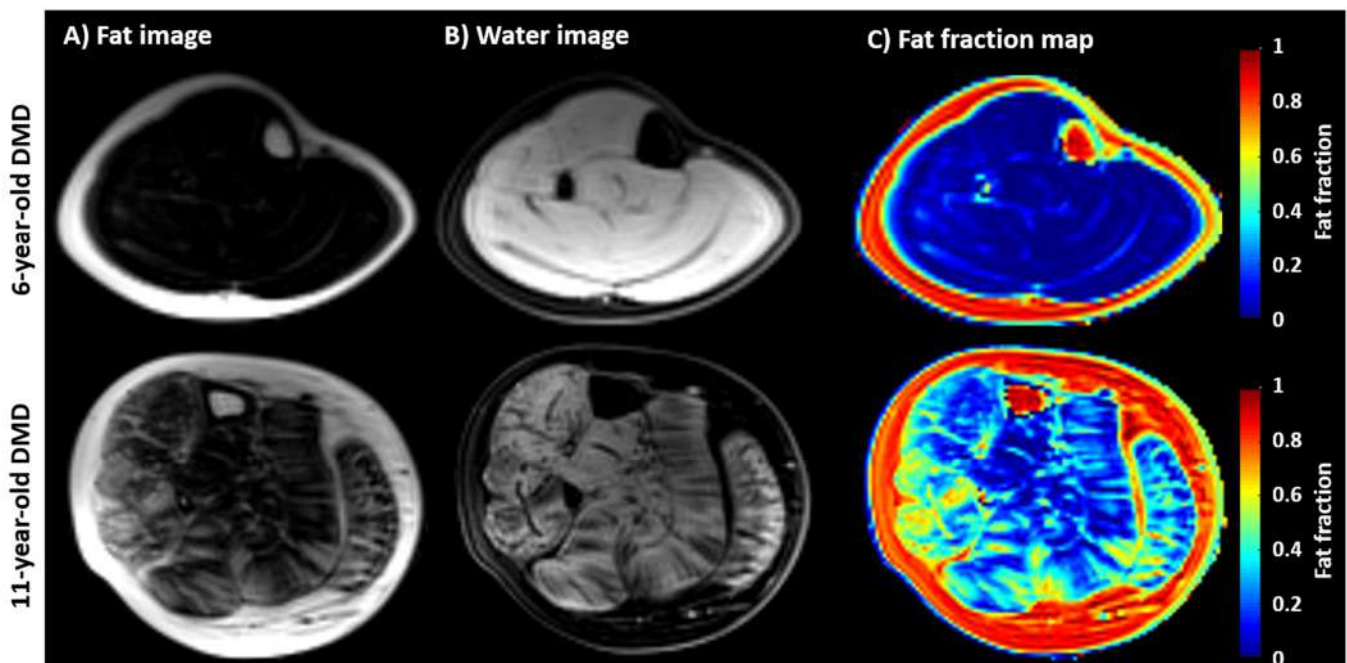 A) Fat image
B) Water image
C) Fat fraction map
6-year-old DMD
1
0.8
0.6
0.4
0.2
0
Fat fraction
11-year-old DMD
1
0.8
0.6
0.4
0.2
0
Fat fraction